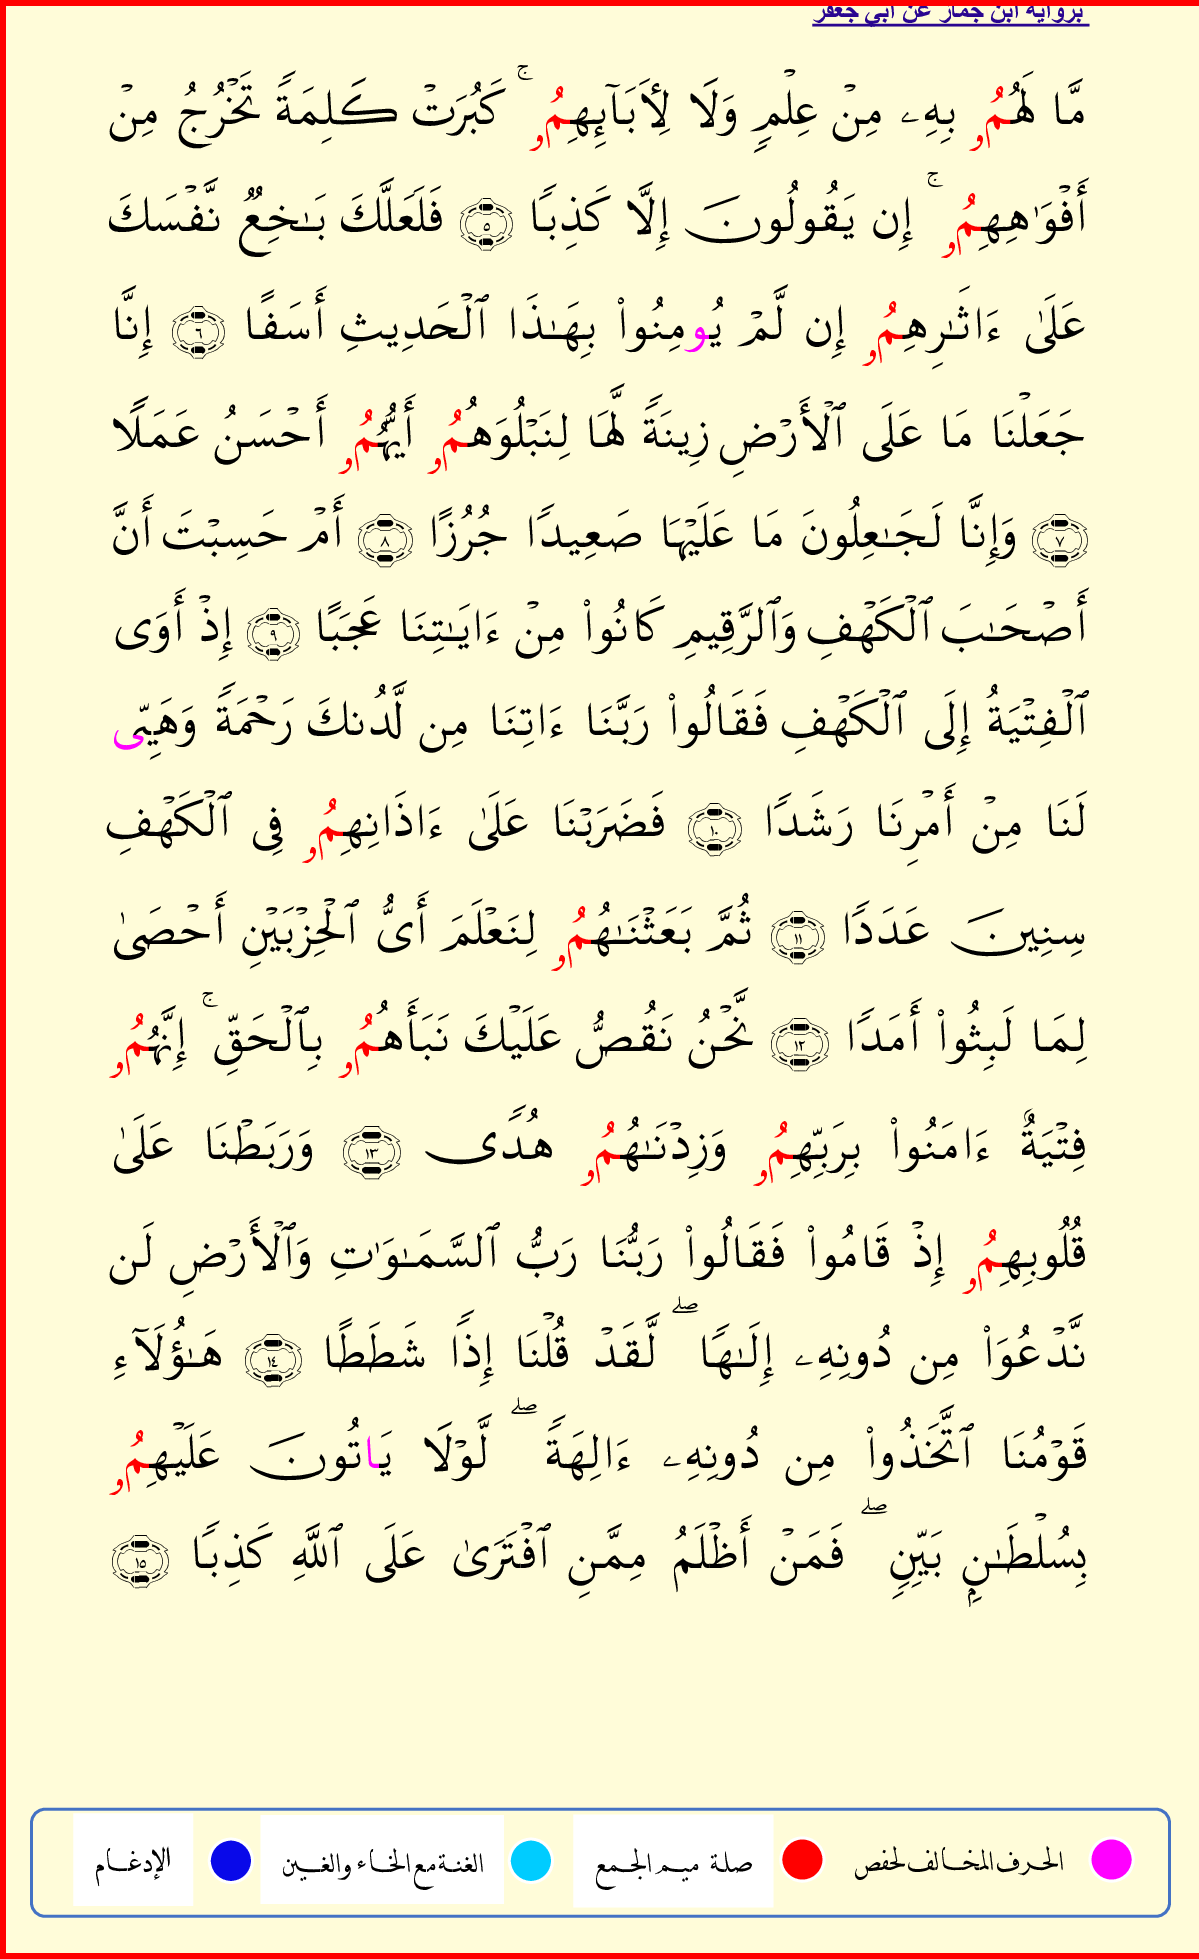 برواية ابن جماز عن أبي جعفر
مَّا لَهُمُو بِهِۦ مِنْ عِلْمٍ وَلَا لِأَبَآئِهِمُو ۚ كَبُرَتْ كَلِمَةً تَخْرُجُ مِنْ
أَفْوَٰهِهِمُو ۚ إِن يَقُولُونَ إِلَّا كَذِبًا ٥ فَلَعَلَّكَ بَـٰخِعٌ نَّفْسَكَ
عَلَىٰ ءَاثَـٰرِهِمُو إِن لَّمْ يُومِنُوا۟ بِهَـٰذَا ٱلْحَدِيثِ أَسَفًا ٦ إِنَّا
جَعَلْنَا مَا عَلَى ٱلْأَرْضِ زِينَةً لَّهَا لِنَبْلُوَهُمُو أَيُّهُمُو أَحْسَنُ عَمَلًا
٧ وَإِنَّا لَجَـٰعِلُونَ مَا عَلَيْهَا صَعِيدًا جُرُزًا ٨ أَمْ حَسِبْتَ أَنَّ
أَصْحَـٰبَ ٱلْكَهْفِ وَٱلرَّقِيمِ كَانُوا۟ مِنْ ءَايَـٰتِنَا عَجَبًا ٩ إِذْ أَوَى
ٱلْفِتْيَةُ إِلَى ٱلْكَهْفِ فَقَالُوا۟ رَبَّنَا ءَاتِنَا مِن لَّدُنكَ رَحْمَةً وَهَيِّى
لَنَا مِنْ أَمْرِنَا رَشَدًا ١٠ فَضَرَبْنَا عَلَىٰ ءَاذَانِهِمُو فِى ٱلْكَهْفِ
سِنِينَ عَدَدًا ١١ ثُمَّ بَعَثْنَـٰهُمُو لِنَعْلَمَ أَىُّ ٱلْحِزْبَيْنِ أَحْصَىٰ
لِمَا لَبِثُوا۟ أَمَدًا ١٢ نَّحْنُ نَقُصُّ عَلَيْكَ نَبَأَهُمُو بِٱلْحَقِّ ۚ إِنَّهُمُو
فِتْيَةٌ ءَامَنُوا۟ بِرَبِّهِمُو وَزِدْنَـٰهُمُو هُدًى ١٣ وَرَبَطْنَا عَلَىٰ
قُلُوبِهِمُو إِذْ قَامُوا۟ فَقَالُوا۟ رَبُّنَا رَبُّ ٱلسَّمَـٰوَٰتِ وَٱلْأَرْضِ لَن
نَّدْعُوَا۟ مِن دُونِهِۦ إِلَـٰهًا ۖ لَّقَدْ قُلْنَا إِذًا شَطَطًا ١٤ هَـٰؤُلَآءِ
قَوْمُنَا ٱتَّخَذُوا۟ مِن دُونِهِۦ ءَالِهَةً ۖ لَّوْلَا يَاتُونَ عَلَيْهِمُو
بِسُلْطَـٰنٍ بَيِّنٍ ۖ فَمَنْ أَظْلَمُ مِمَّنِ ٱفْتَرَىٰ عَلَى ٱللَّهِ كَذِبًا ١٥
الحرف المخالف لحفص صلة ميم الجمع الغنة مع الخاء والغين الإدغام